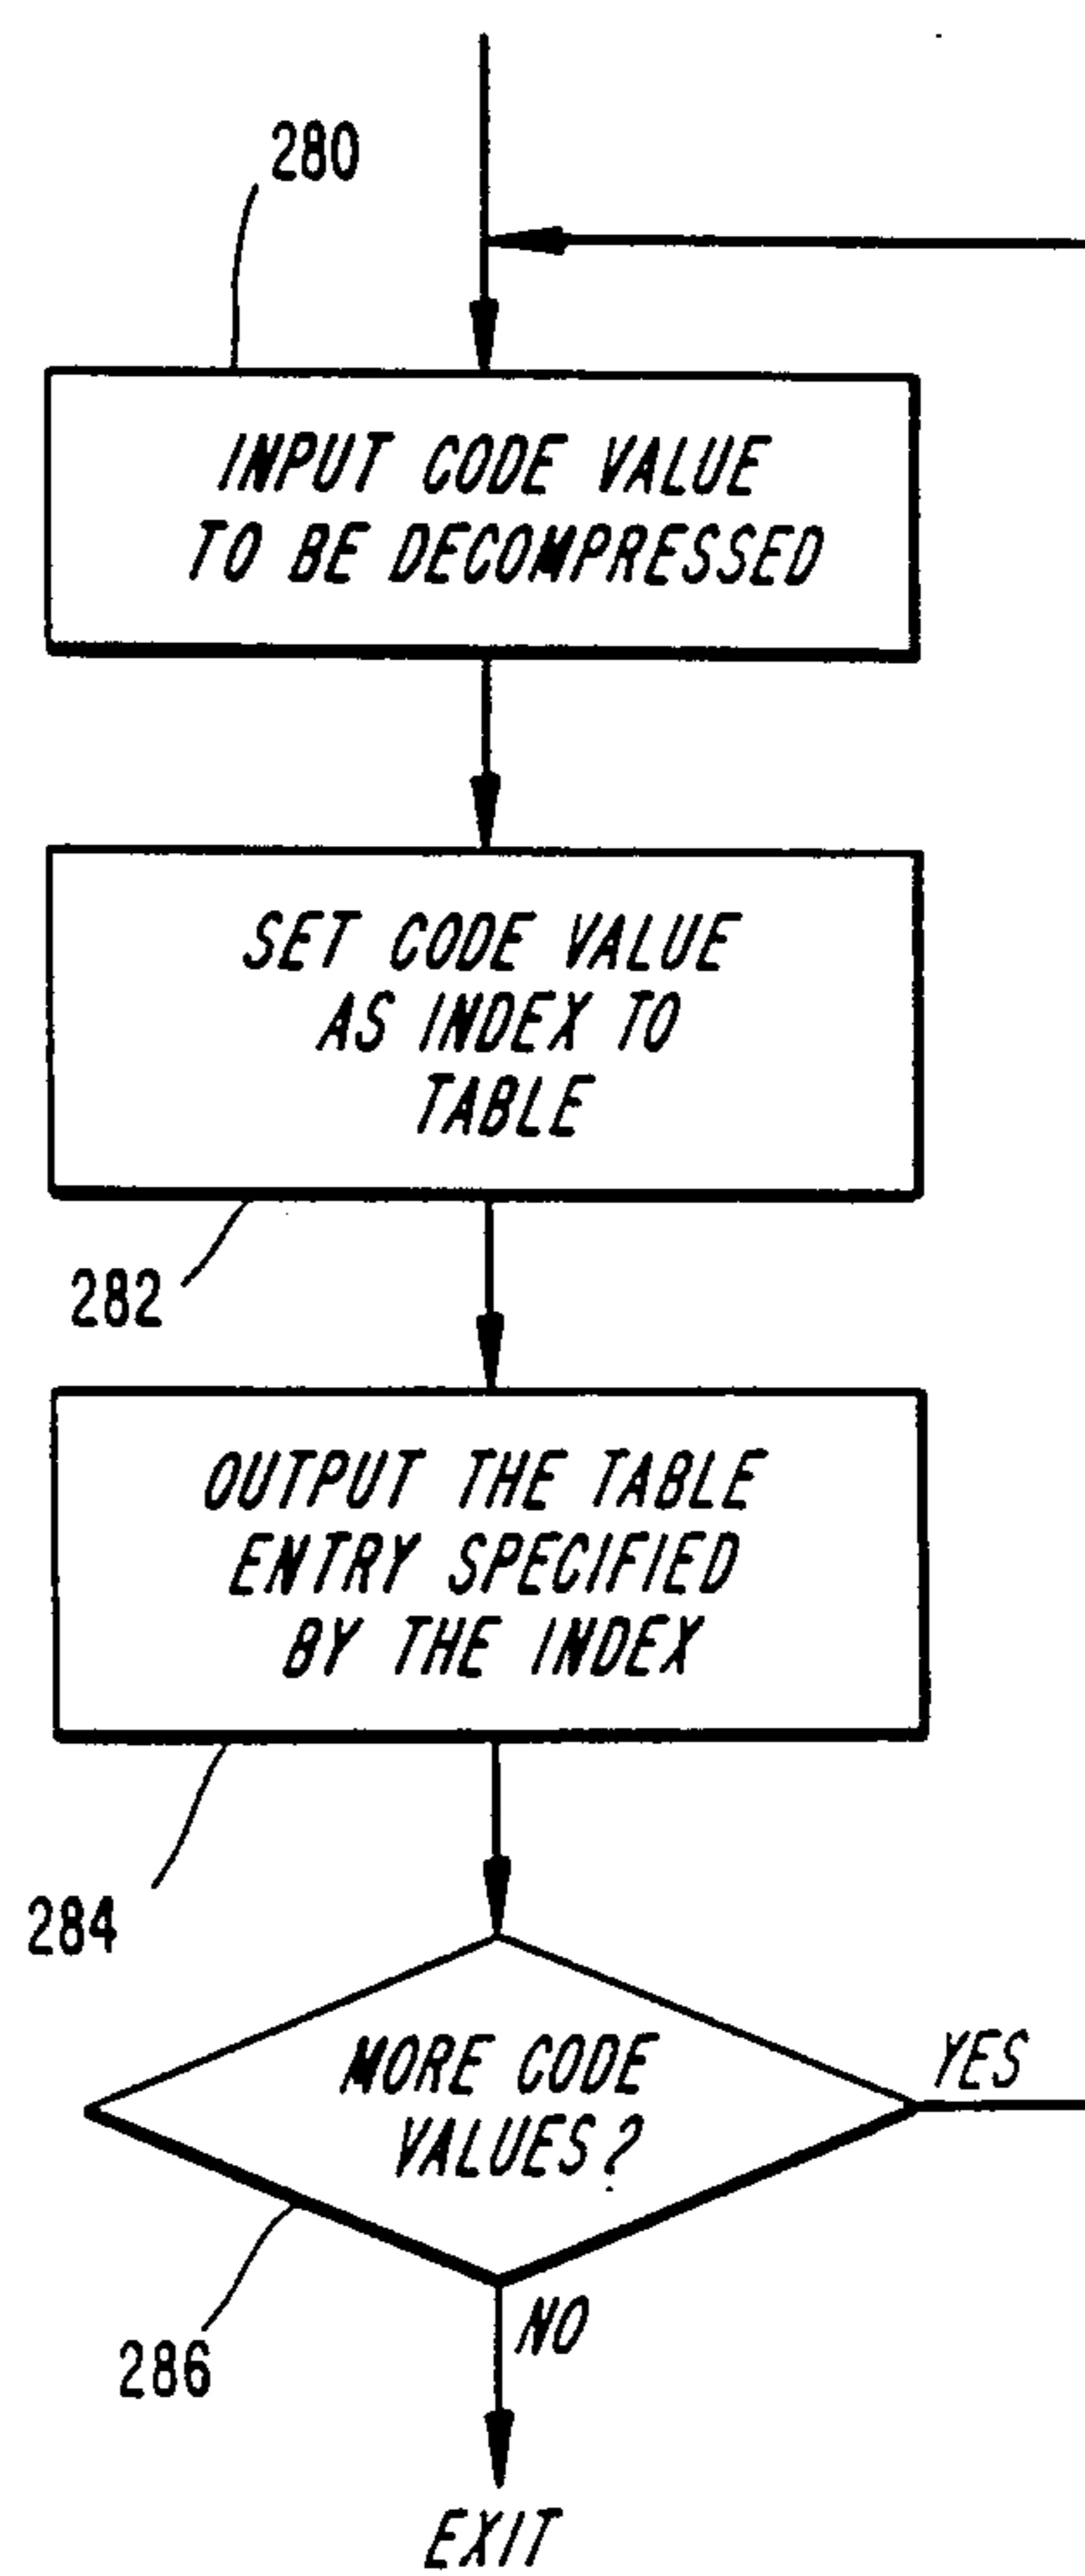 280
INPUT CODE VALUE
TO BE DECOMPRESSED
SET CODE VALUE
AS INDEX TO
TABLE
282
OUTPUT THE TABLE
ENTRY SPECIFIED
BY THE INDEX
284
MORE CODE
VALUES?
YES
286
NO
EXIT